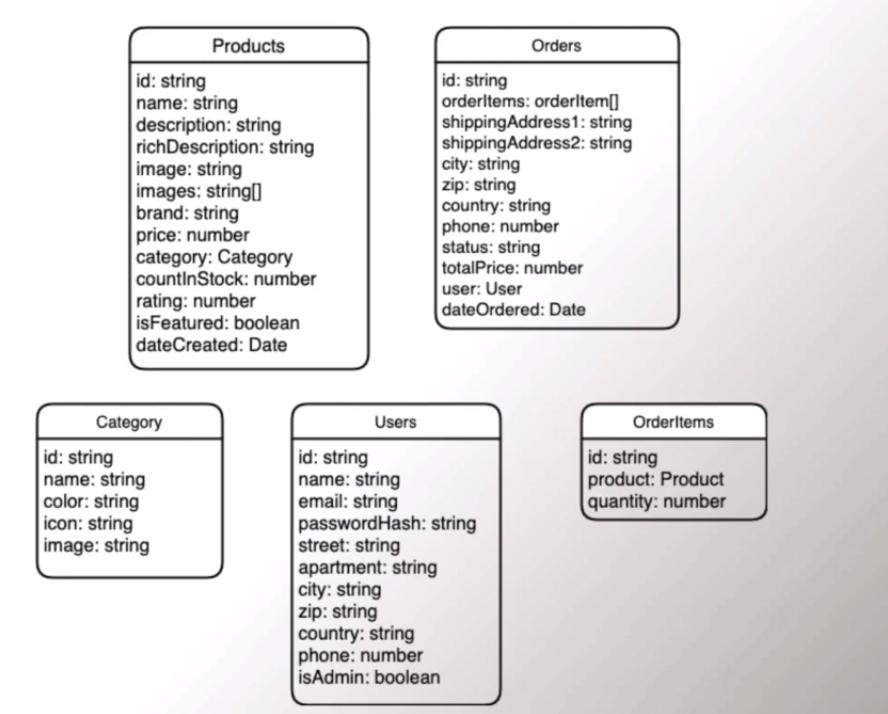 Products
id: string
name: string
description: string
richDescription: string
image: string
images: string[]
brand: string
price: number
category: Category
countInStock: number
rating: number
isFeatured: boolean
dateCreated: Date
Orders
id: string
orderItems: orderItem[]
shippingAddress1: string
shippingAddress2: string
city: string
zip: string
country: string
phone: number
status: string
totalPrice: number
user: User
dateOrdered: Date
Category
id: string
name: string
color: string
icon: string
image: string
Users
id: string
name: string
email: string
passwordHash: string
street: string
apartment: string
city: string
zip: string
country: string
phone: number
isAdmin: boolean
OrderItems
id: string
product: Product
quantity: number